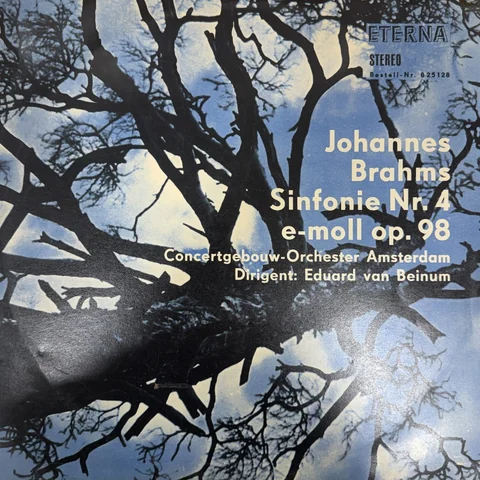 ETERNA
STEREO
Bestell-Nr. 825128
Johannes
Brahms
Sinfonie Nr. 4
e-moll op. 98
Concertgebouw-Orchester Amsterdam
Dirigent: Eduard van Beinum